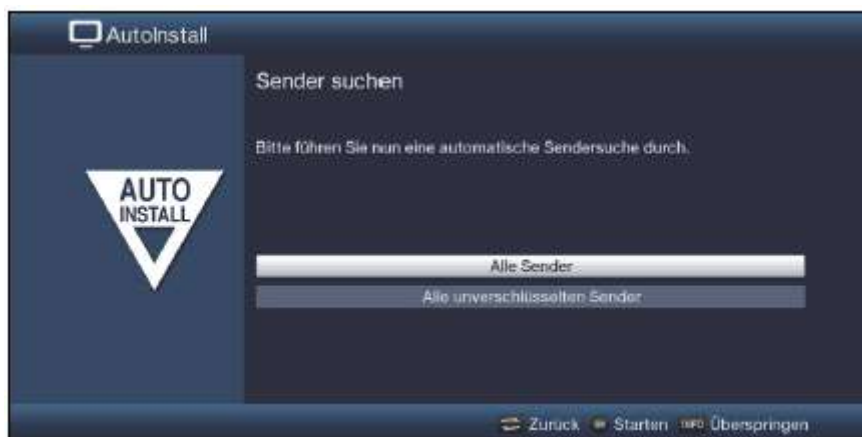 AutoInstall
Sender suchen
Bitte führen Sie nun eine automatische Sendersuche durch.
AUTO
INSTALL
Alle Sender
Alle unverschlüsselten Sender
Zurück Starten INFO Überspringen